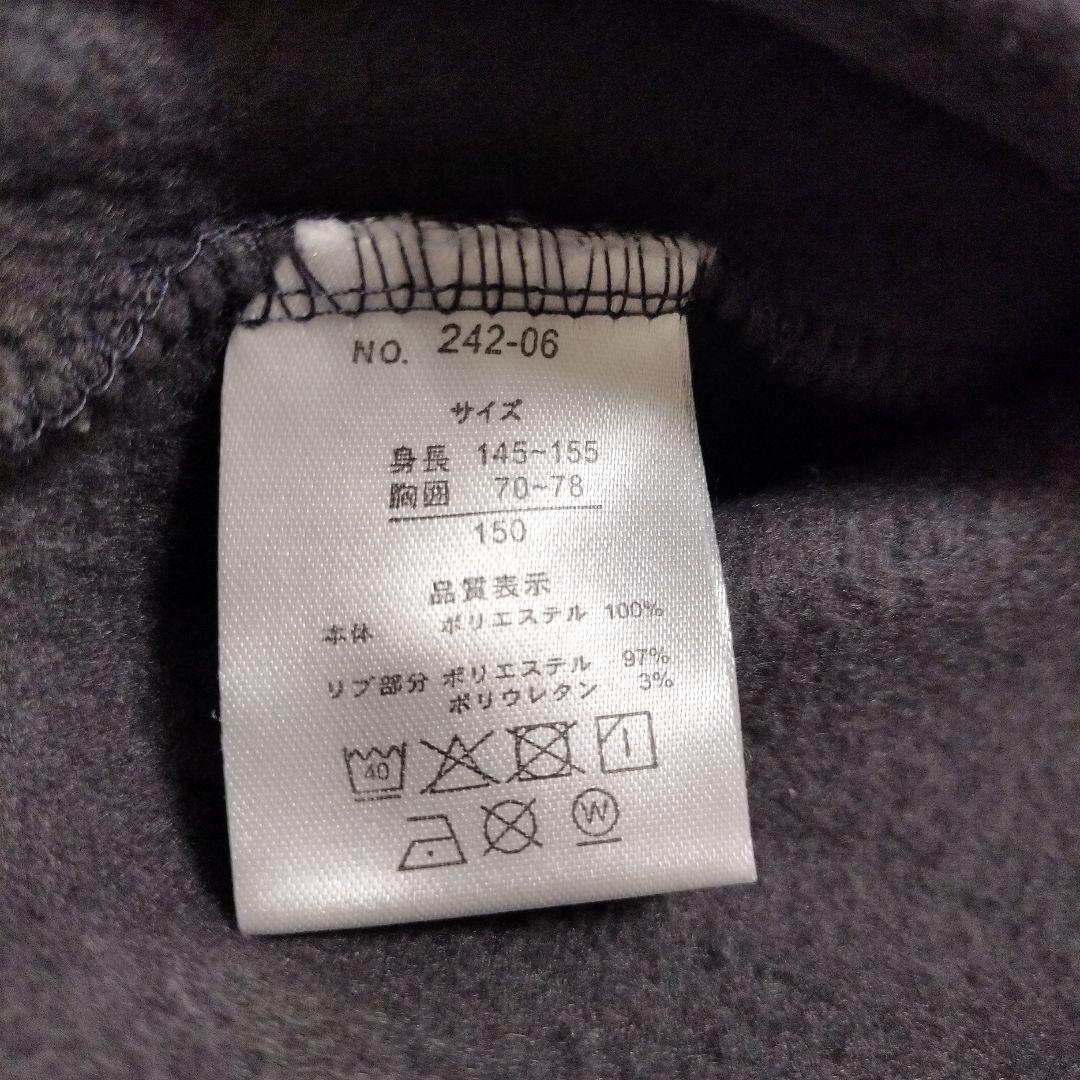 NO. 242-06
サイズ
身長 145~155
胸囲 70~78
150
品質表示
本体 ポリエステル 100%
リブ部分 ポリエステル 97%
ポリウレタン 3%
40
W